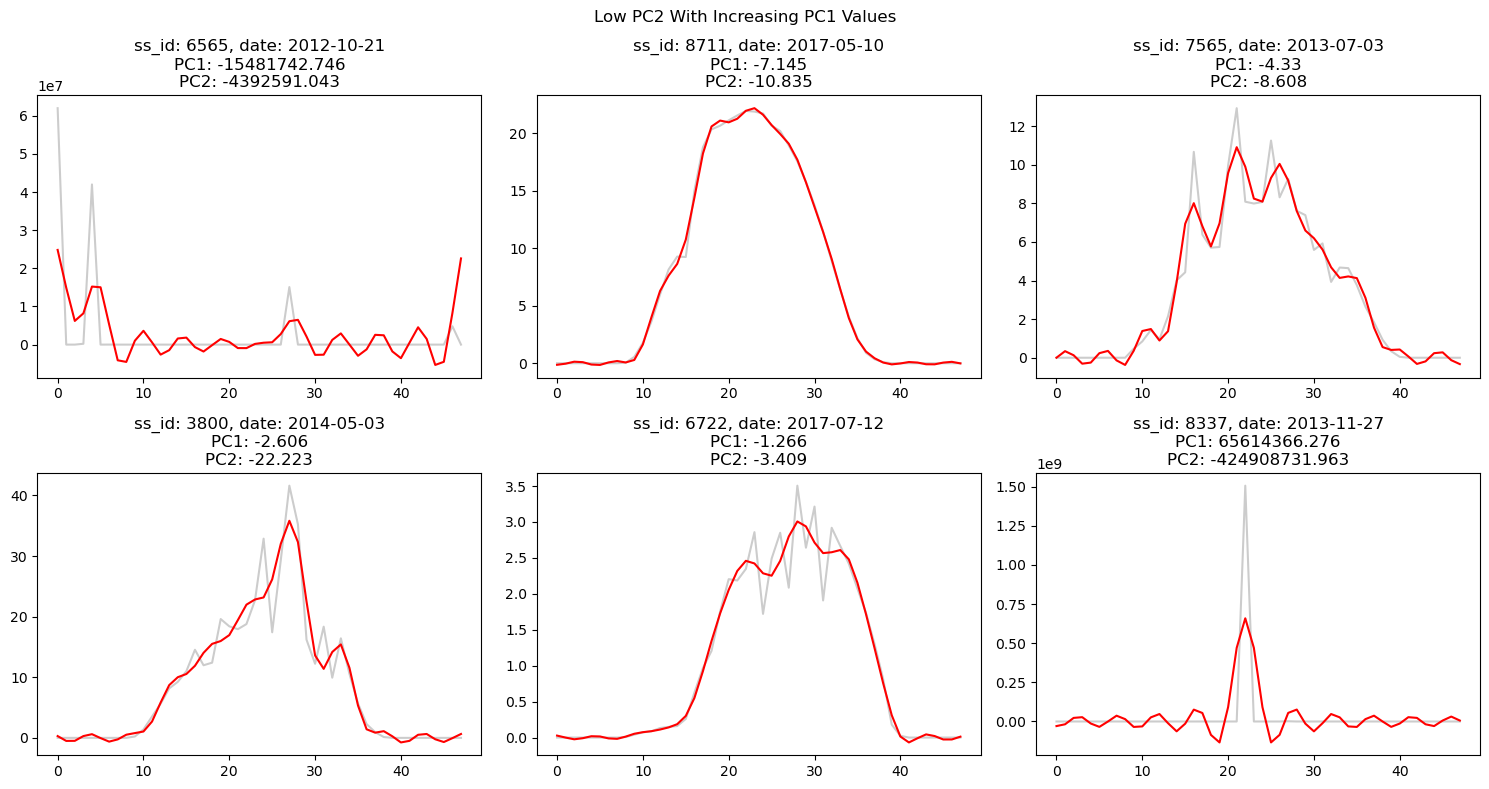 Low PC2 With Increasing PC1 Values
ss_id: 6565, date: 2012-10-21
PC1: -15481742.746
PC2: -4392591.043
1e7
6
5
4
3
2
1
0
0 10 20 30 40
ss_id: 8711, date: 2017-05-10
PC1: -7.145
PC2: -10.835
20
15
10
5
0
0 10 20 30 40
ss_id: 7565, date: 2013-07-03
PC1: -4.33
PC2: -8.608
12
10
8
6
4
2
0
0 10 20 30 40
ss_id: 3800, date: 2014-05-03
PC1: -2.606
PC2: -22.223
40
30
20
10
0
0 10 20 30 40
ss_id: 6722, date: 2017-07-12
PC1: -1.266
PC2: -3.409
3.5
3.0
2.5
2.0
1.5
1.0
0.5
0.0
0 10 20 30 40
ss_id: 8337, date: 2013-11-27
PC1: 65614366.276
PC2: -424908731.963
1e9
1.50
1.25
1.00
0.75
0.50
0.25
0.00
0 10 20 30 40